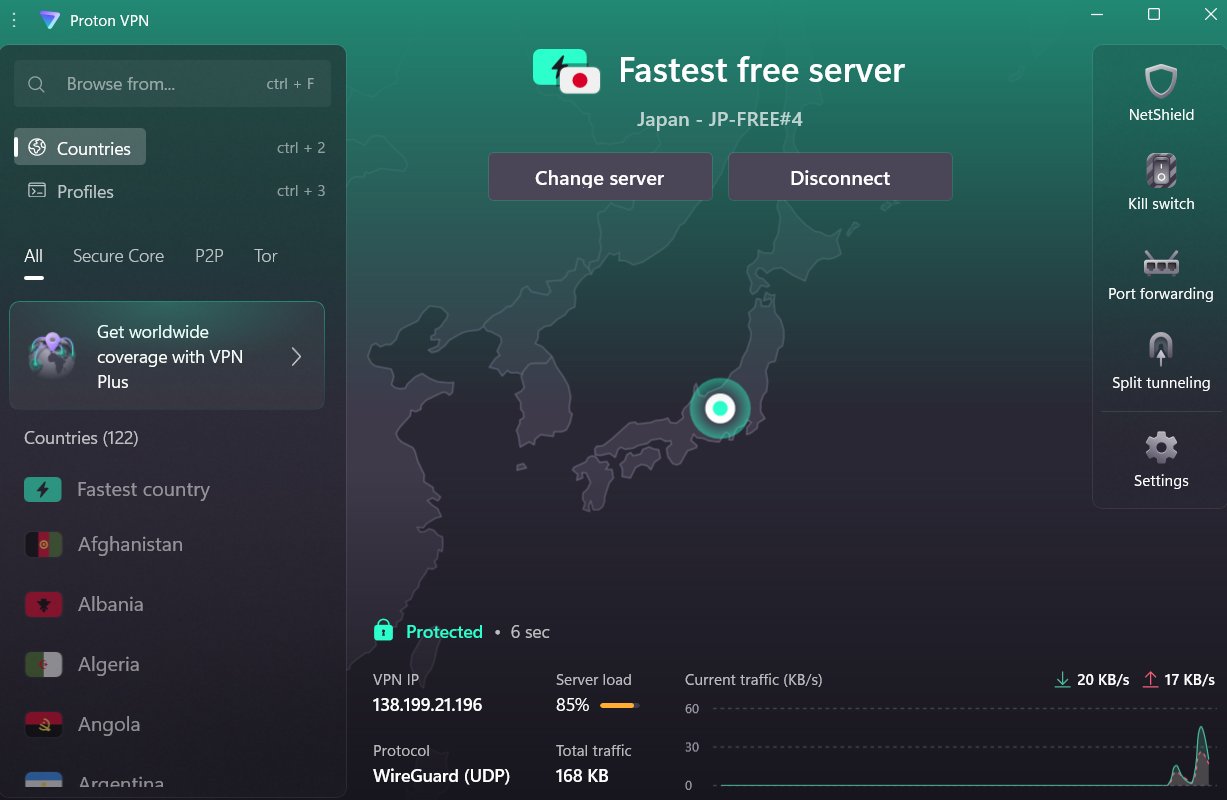 Proton VPN
Browse from...
ctrl + F
Countries
ctrl + 2
Profiles
ctrl + 3
All
Secure Core
P2P
Tor
Get worldwide
coverage with VPN
Plus
Countries (122)
Fastest country
Afghanistan
Albania
Algeria
Angola
Argentina
Fastest free server
Japan - JP-FREE#4
Change server
Disconnect
Protected • 6 sec
VPN IP
138.199.21.196
Server load
85%
Protocol
WireGuard (UDP)
Total traffic
168 KB
Current traffic (KB/s)
20 KB/s
17 KB/s
60
30
0
NetShield
Kill switch
Port forwarding
Split tunneling
Settings